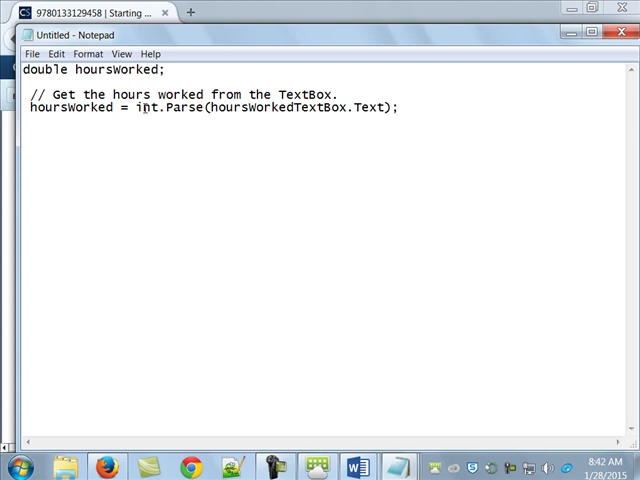 9780133129458 | Starting ...
Untitled - Notepad
File Edit Format View Help
double hoursWorked;
// Get the hours worked from the TextBox.
hoursWorked = int.Parse(hoursWorkedTextBox.Text);
8:42 AM
1/28/2015